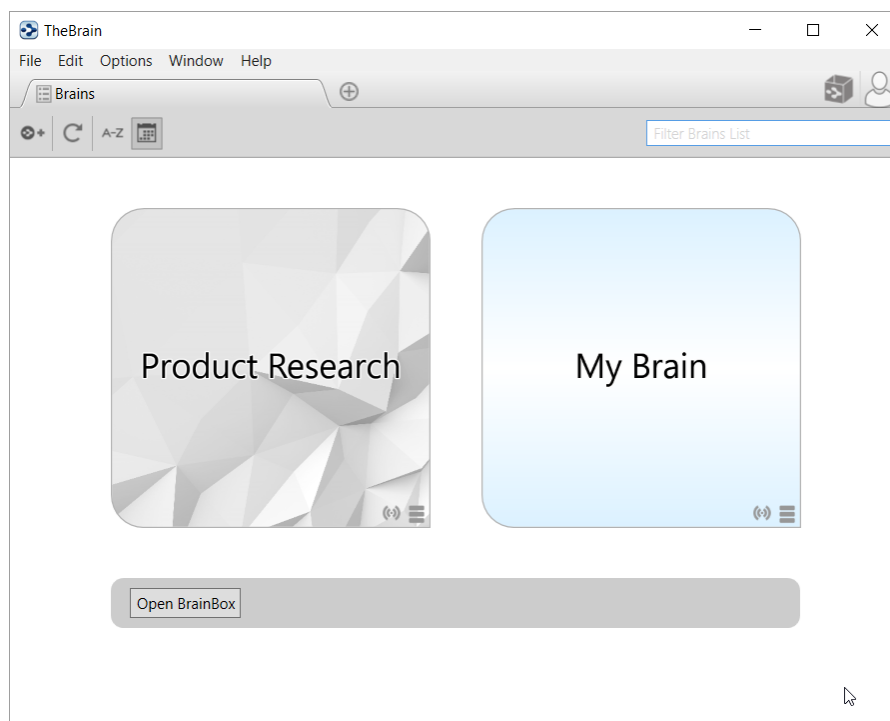 TheBrain
File Edit Options Window Help
Brains
A-Z
Filter Brains List
Product Research
My Brain
Open BrainBox